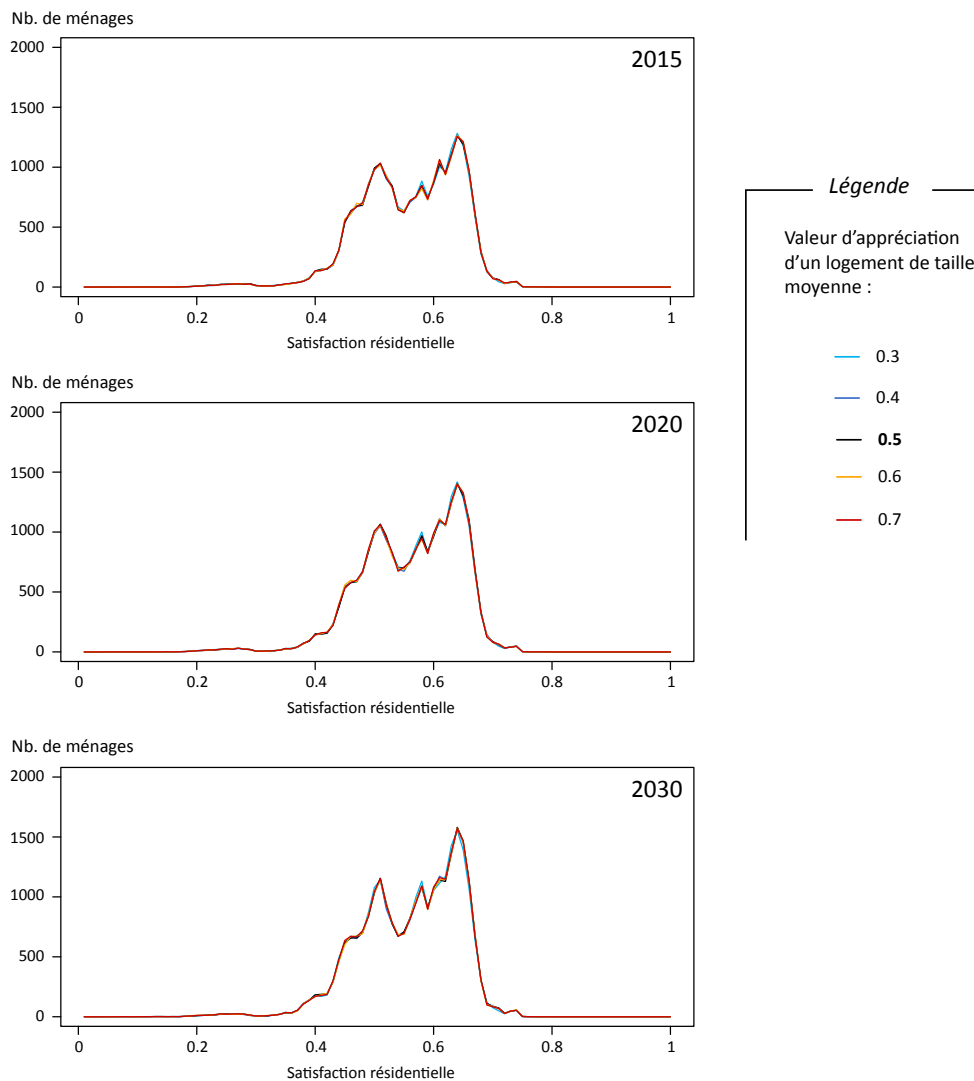 Nb. de ménages
2015
2000
1500
1000
500
0
0 0.2 0.4 0.6 0.8 1
Satisfaction résidentielle
Nb. de ménages
2020
2000
1500
1000
500
0
0 0.2 0.4 0.6 0.8 1
Satisfaction résidentielle
Nb. de ménages
2030
2000
1500
1000
500
0
0 0.2 0.4 0.6 0.8 1
Satisfaction résidentielle
Légende
Valeur d'appréciation
d'un logement de taille
moyenne :
0.3
0.4
0.5
0.6
0.7